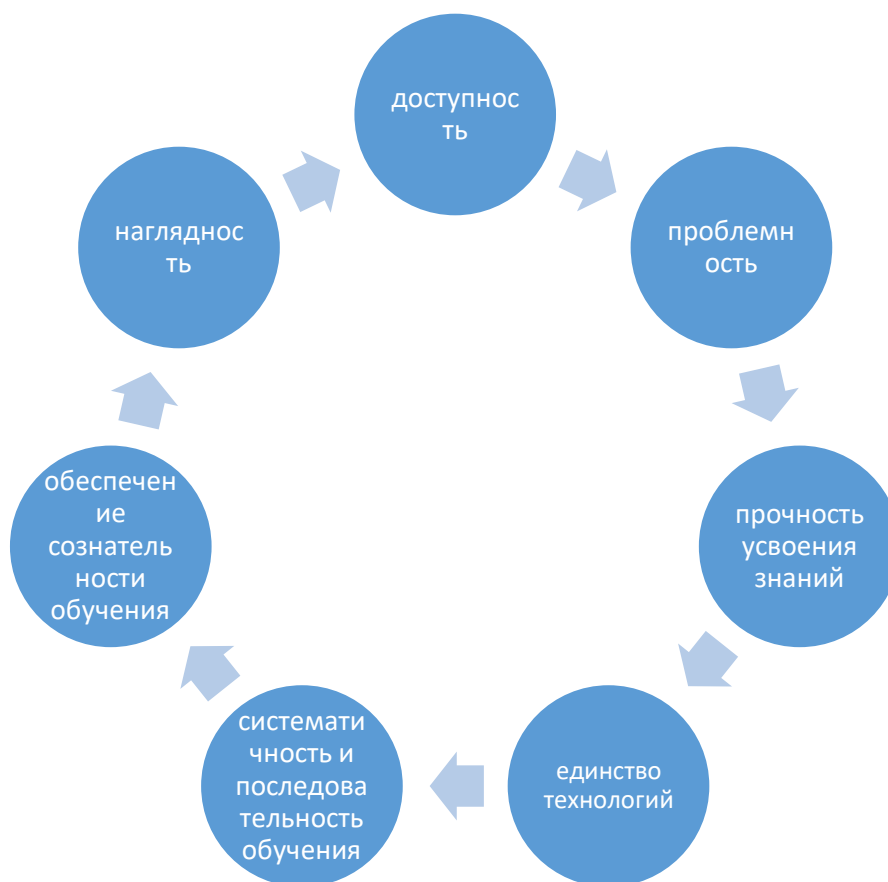 доступнос
ть
проблемн
ость
прочность
усвоения
знаний
единство
технологий
системати
чность и
последова
тельность
обучения
обеспечен
ие
сознатель
ности
обучения
нагляднос
ть